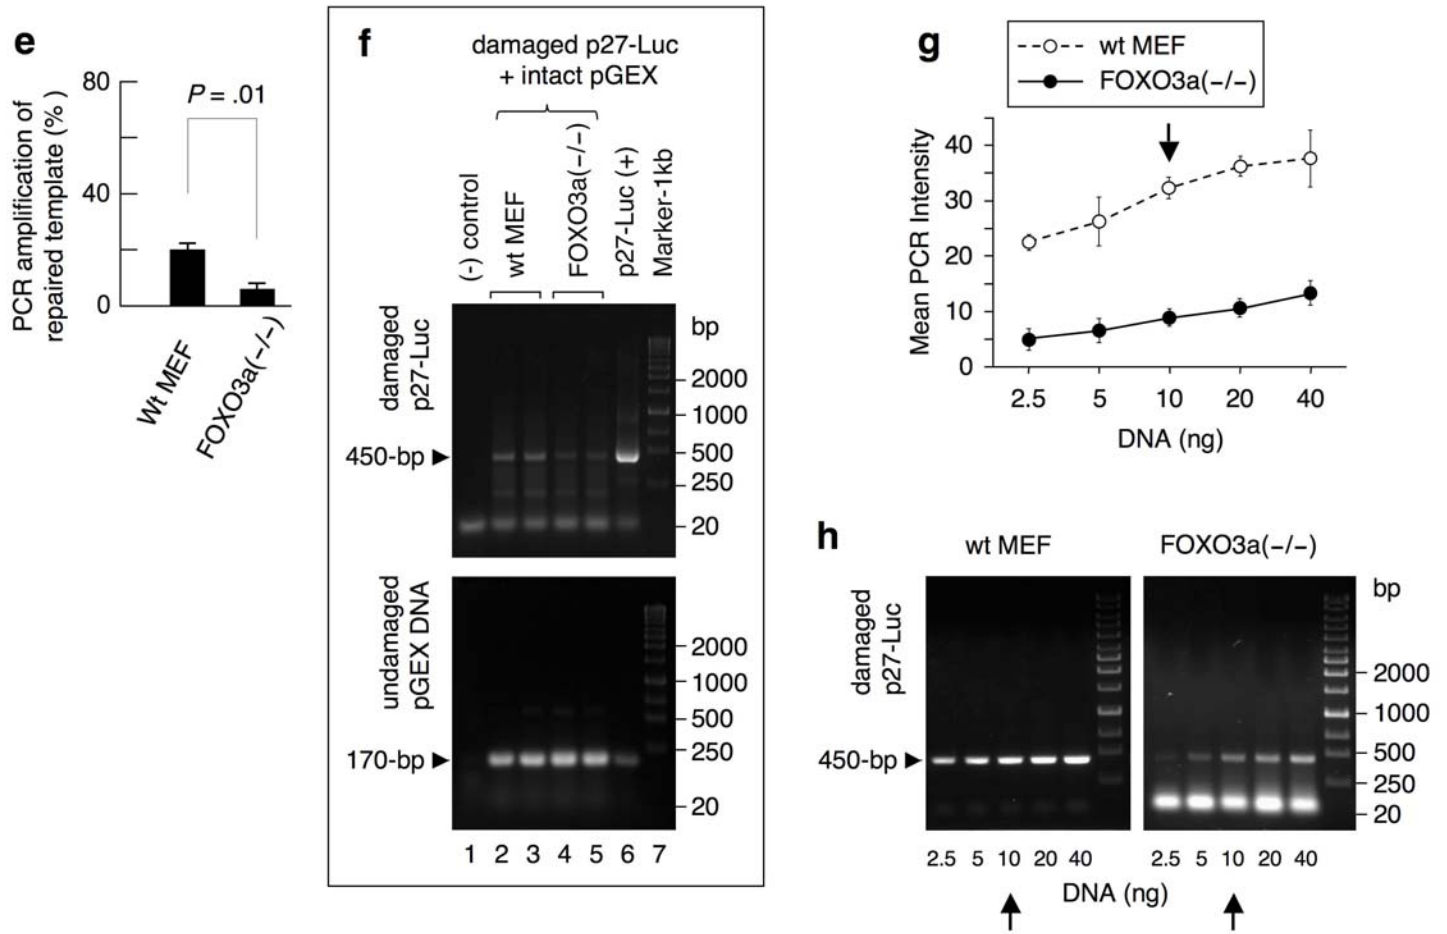 e
PCR amplification of
repaired template (% )
80
40
0
P = .01
Wt MEF
FOXO3a(−/−)
f
damaged p27-Luc
+ intact pGEX
(-) control
wt MEF
FOXO3a(−/−)
p27-Luc (+)
Marker-1kb
damaged
p27-Luc
450-bp
bp
2000
1000
500
250
20
undamaged
pGEX DNA
170-bp
2000
1000
500
250
20
1 2 3 4 5 6 7
g
wt MEF
FOXO3a(−/−)
Mean PCR Intensity
40
30
20
10
0
2.5 5 10 20 40
DNA (ng)
h
wt MEF FOXO3a(−/−)
damaged
p27-Luc
450-bp
bp
2000
1000
500
250
20
2.5 5 10 20 40 2.5 5 10 20 40
DNA (ng)